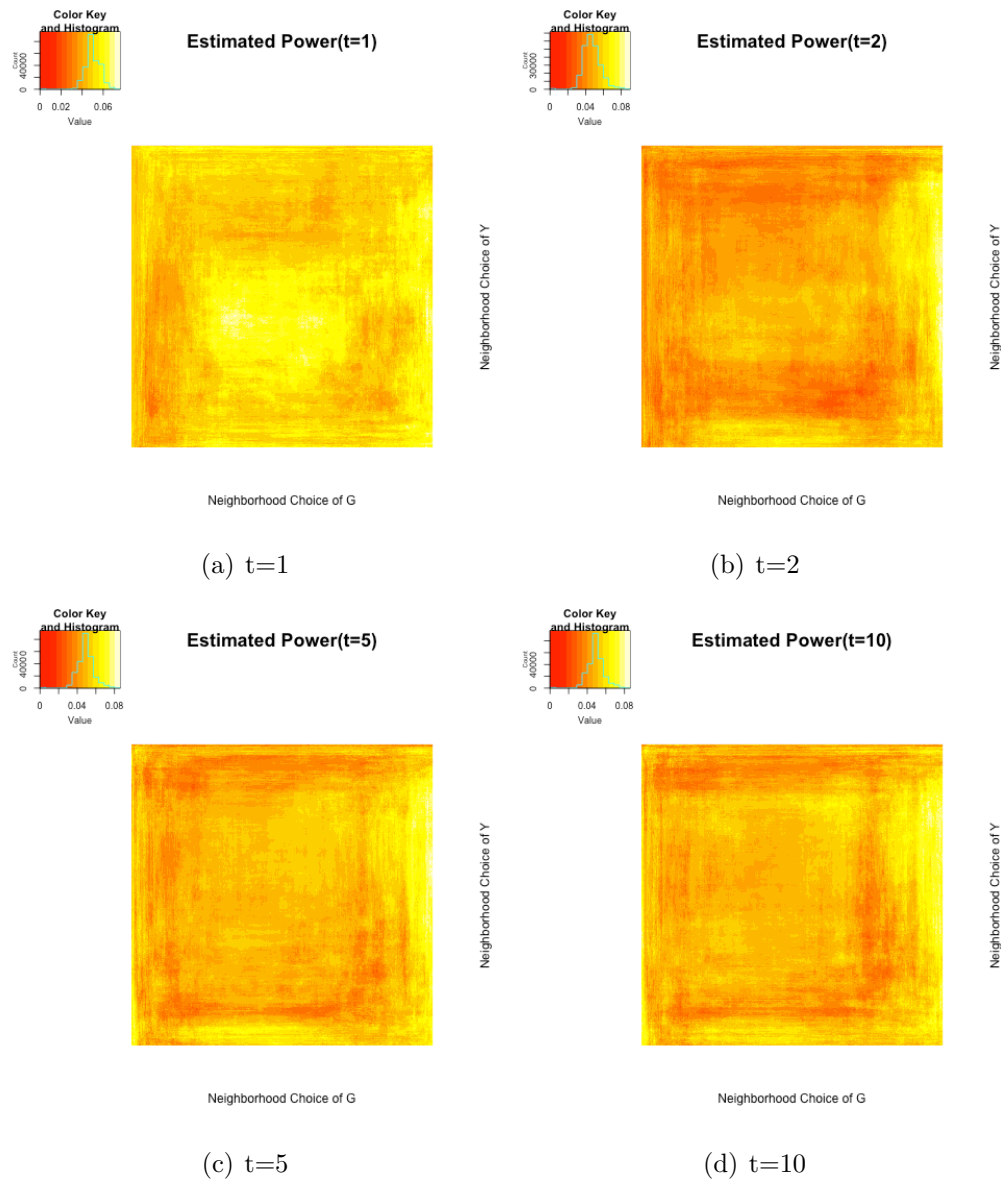 Color Key
and Histogram
Estimated Power(t=1)
Count
0 40000
0 0.02 0.06
Value
Neighborhood Choice of Y
Neighborhood Choice of G
(a) t=1
Color Key
and Histogram
Estimated Power(t=2)
Count
0 30000
0 0.04 0.08
Value
Neighborhood Choice of Y
Neighborhood Choice of G
(b) t=2
Color Key
and Histogram
Estimated Power(t=5)
Count
0 40000
0 0.04 0.08
Value
Neighborhood Choice of Y
Neighborhood Choice of G
(c) t=5
Color Key
and Histogram
Estimated Power(t=10)
Count
0 40000
0 0.04 0.08
Value
Neighborhood Choice of Y
Neighborhood Choice of G
(d) t=10